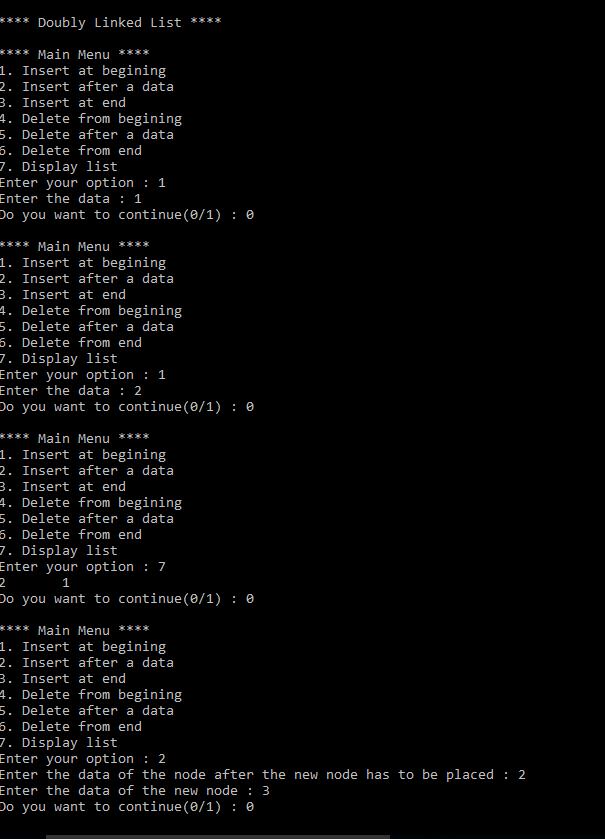 **** Doubly Linked List ****
**** Main Menu ****
1. Insert at begining
2. Insert after a data
3. Insert at end
4. Delete from begining
5. Delete after a data
6. Delete from end
7. Display list
Enter your option : 1
Enter the data : 1
Do you want to continue(0/1) : 0
**** Main Menu ****
1. Insert at begining
2. Insert after a data
3. Insert at end
4. Delete from begining
5. Delete after a data
6. Delete from end
7. Display list
Enter your option : 1
Enter the data : 2
Do you want to continue(0/1) : 0
**** Main Menu ****
1. Insert at begining
2. Insert after a data
3. Insert at end
4. Delete from begining
5. Delete after a data
6. Delete from end
7. Display list
Enter your option : 7
2       1
Do you want to continue(0/1) : 0
**** Main Menu ****
1. Insert at begining
2. Insert after a data
3. Insert at end
4. Delete from begining
5. Delete after a data
6. Delete from end
7. Display list
Enter your option : 2
Enter the data of the node after the new node has to be placed : 2
Enter the data of the new node : 3
Do you want to continue(0/1) : 0